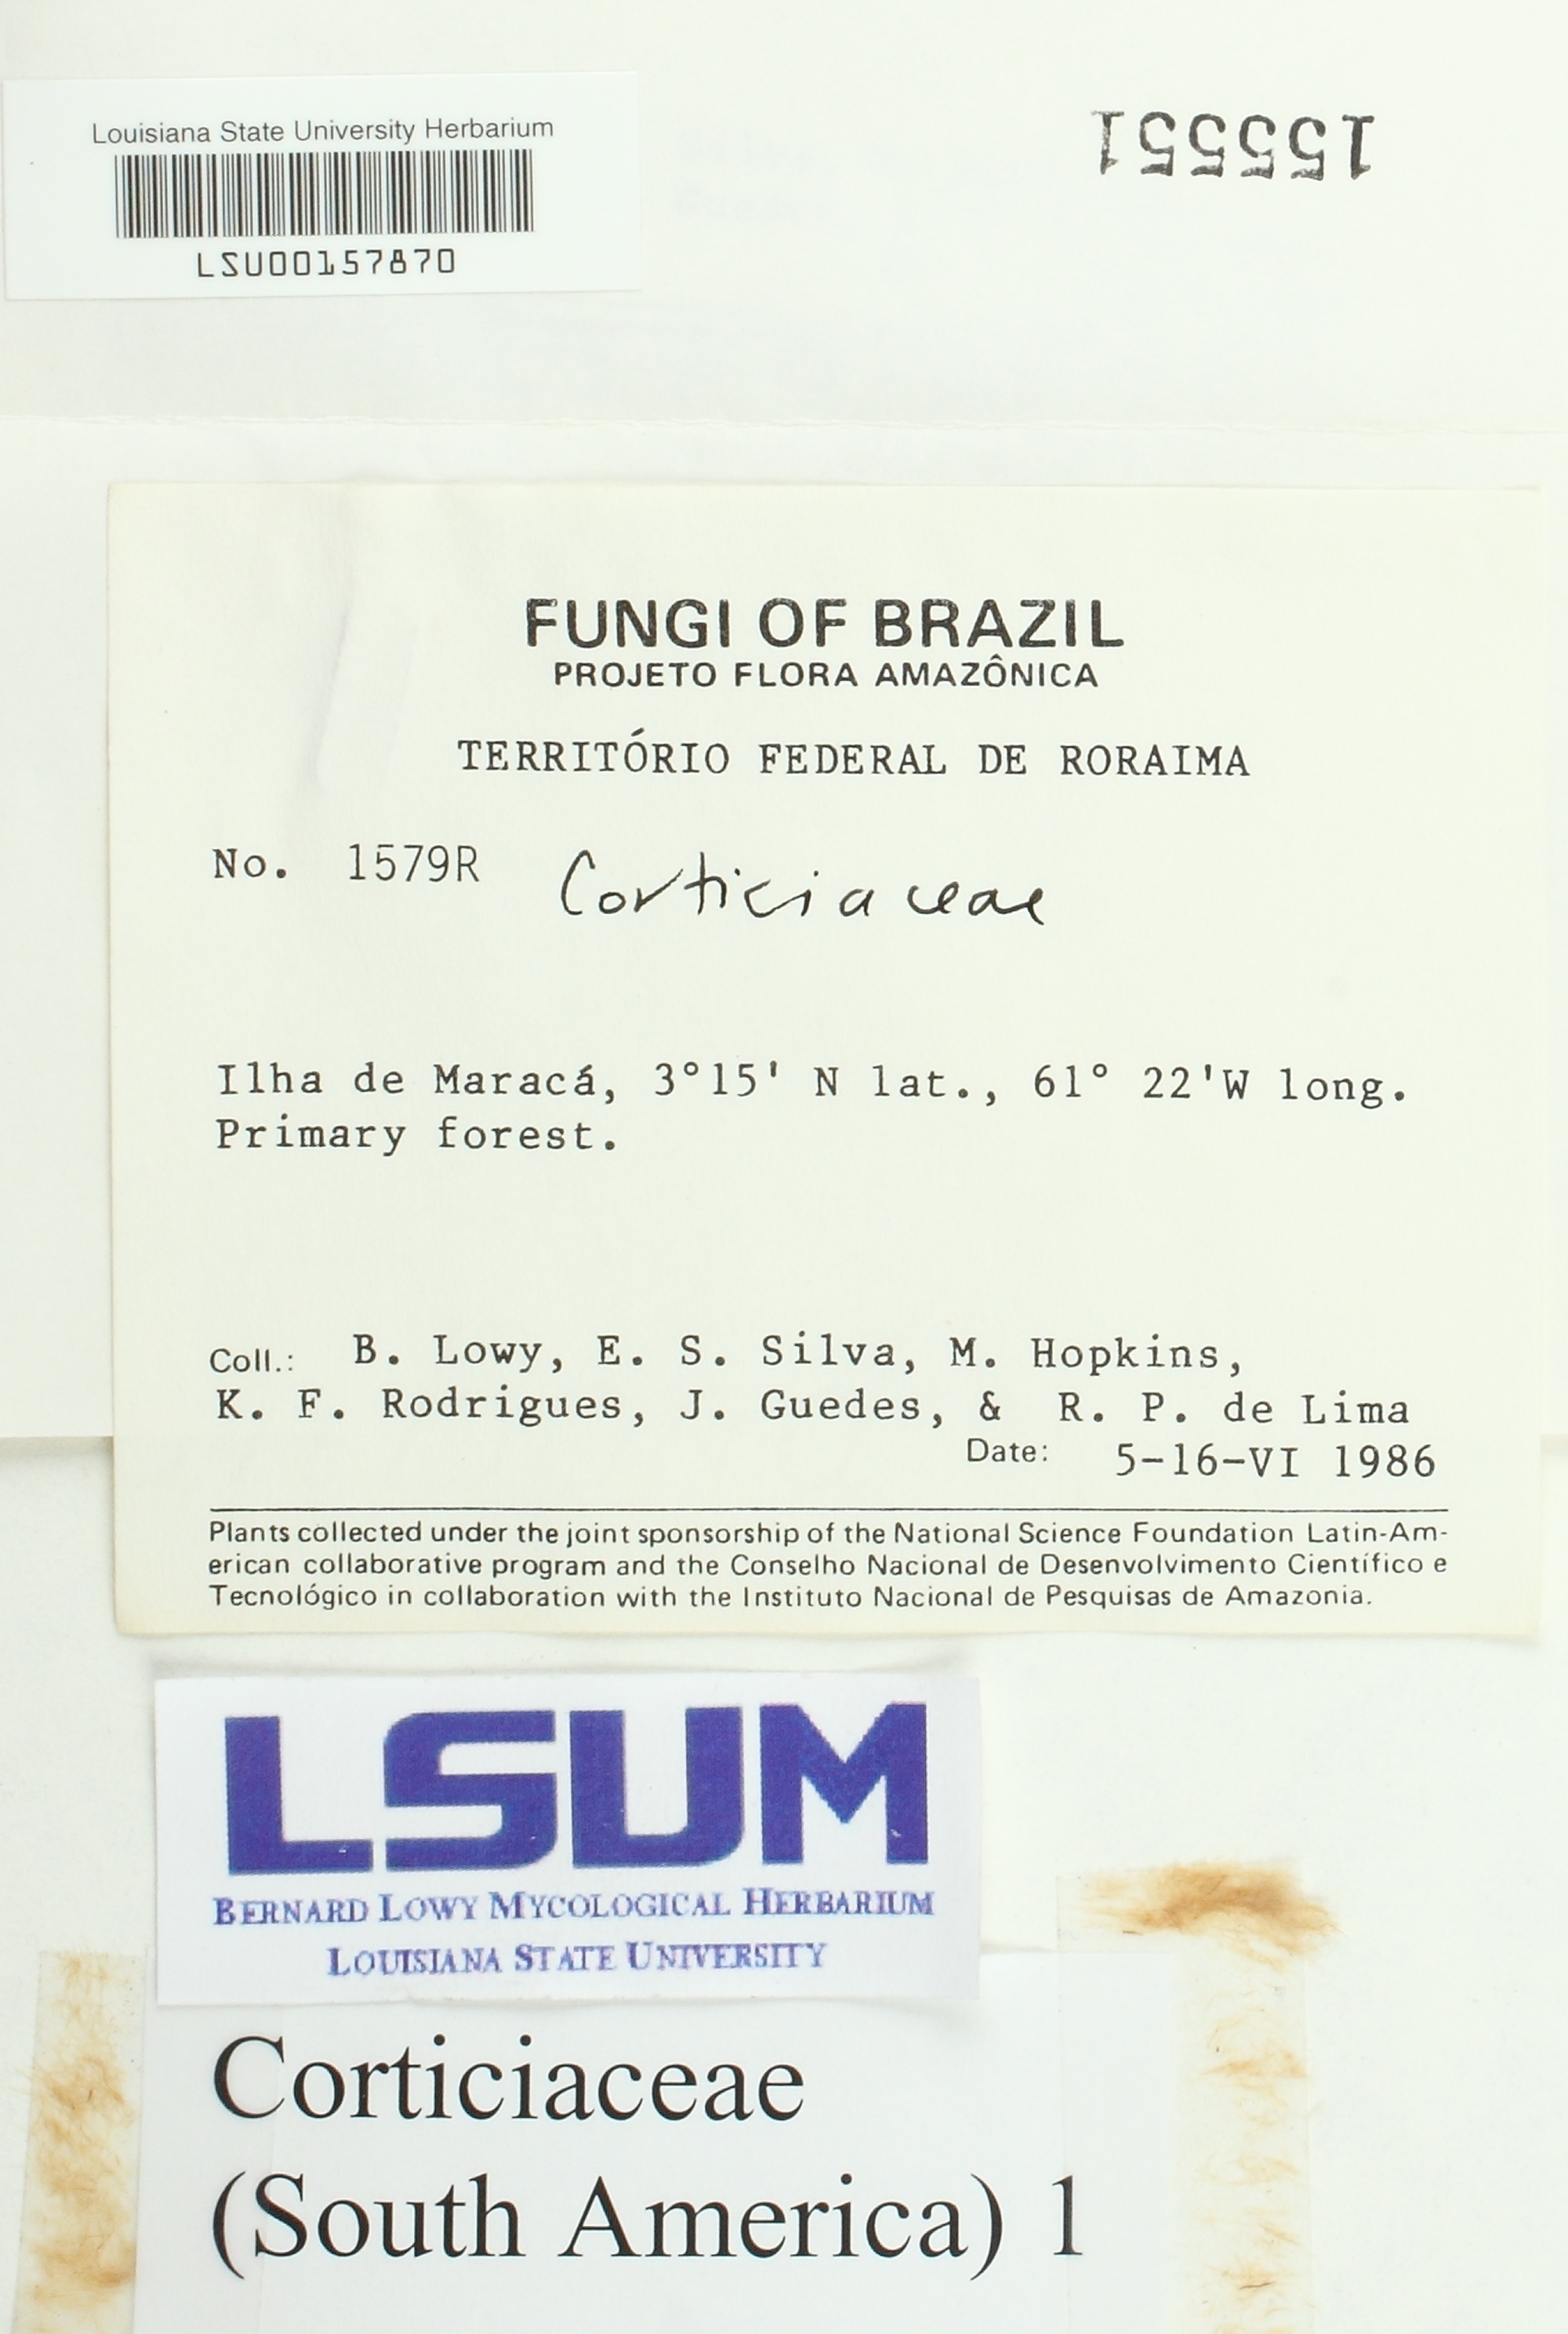 Louisiana State University Herbarium
LSU00157870
155551
FUNGI OF BRAZIL
PROJETO FLORA AMAZÔNICA
TERRITÓRIO FEDERAL DE RORAIMA
No. 1579R Corticiaceae
Ilha de Maracá, 3°15' N lat., 61° 22'W long.
Primary forest.
Coll.: B. Lowy, E. S. Silva, M. Hopkins,
K. F. Rodrigues, J. Guedes, & R. P. de Lima
Date: 5-16-VI 1986
Plants collected under the joint sponsorship of the National Science Foundation Latin-Am-
erican collaborative program and the Conselho Nacional de Desenvolvimento Científico e
Tecnológico in collaboration with the Instituto Nacional de Pesquisas de Amazonia.
LSUM
BERNARD LOWY MYCOLOGICAL HERBARIUM
LOUISIANA STATE UNIVERSITY
Corticiaceae
(South America) 1